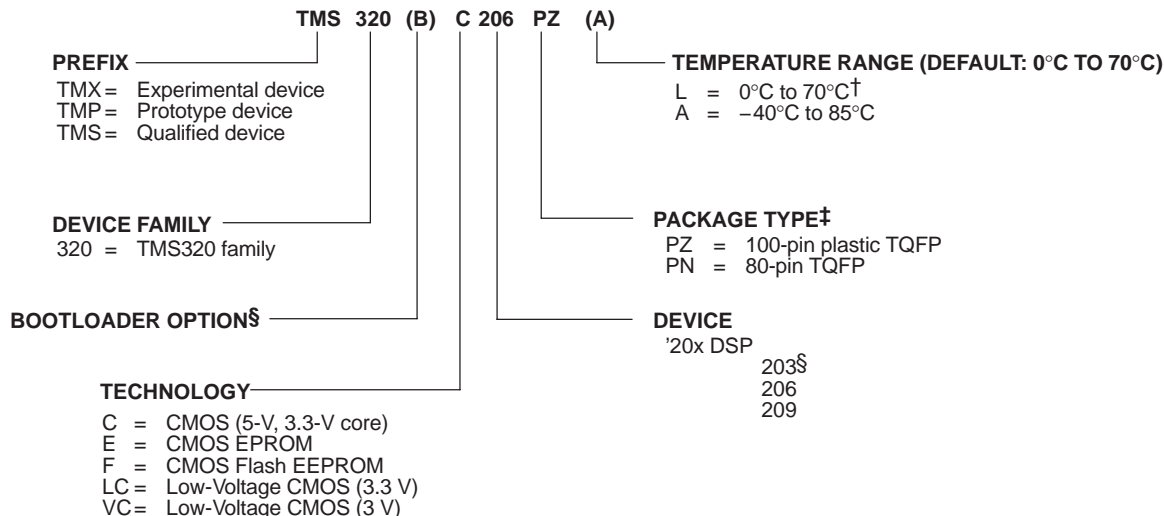 TMS 320 (B) C 206 PZ (A)
PREFIX
TMX = Experimental device
TMP = Prototype device
TMS = Qualified device
TEMPERATURE RANGE (DEFAULT: 0°C TO 70°C)
L = 0°C to 70°C†
A = –40°C to 85°C
DEVICE FAMILY
320 = TMS320 family
PACKAGE TYPE‡
PZ = 100-pin plastic TQFP
PN = 80-pin TQFP
BOOTLOADER OPTION§
DEVICE
'20x DSP
203§
206
209
TECHNOLOGY
C = CMOS (5-V, 3.3-V core)
E = CMOS EPROM
F = CMOS Flash EEPROM
LC = Low-Voltage CMOS (3.3 V)
VC = Low-Voltage CMOS (3 V)